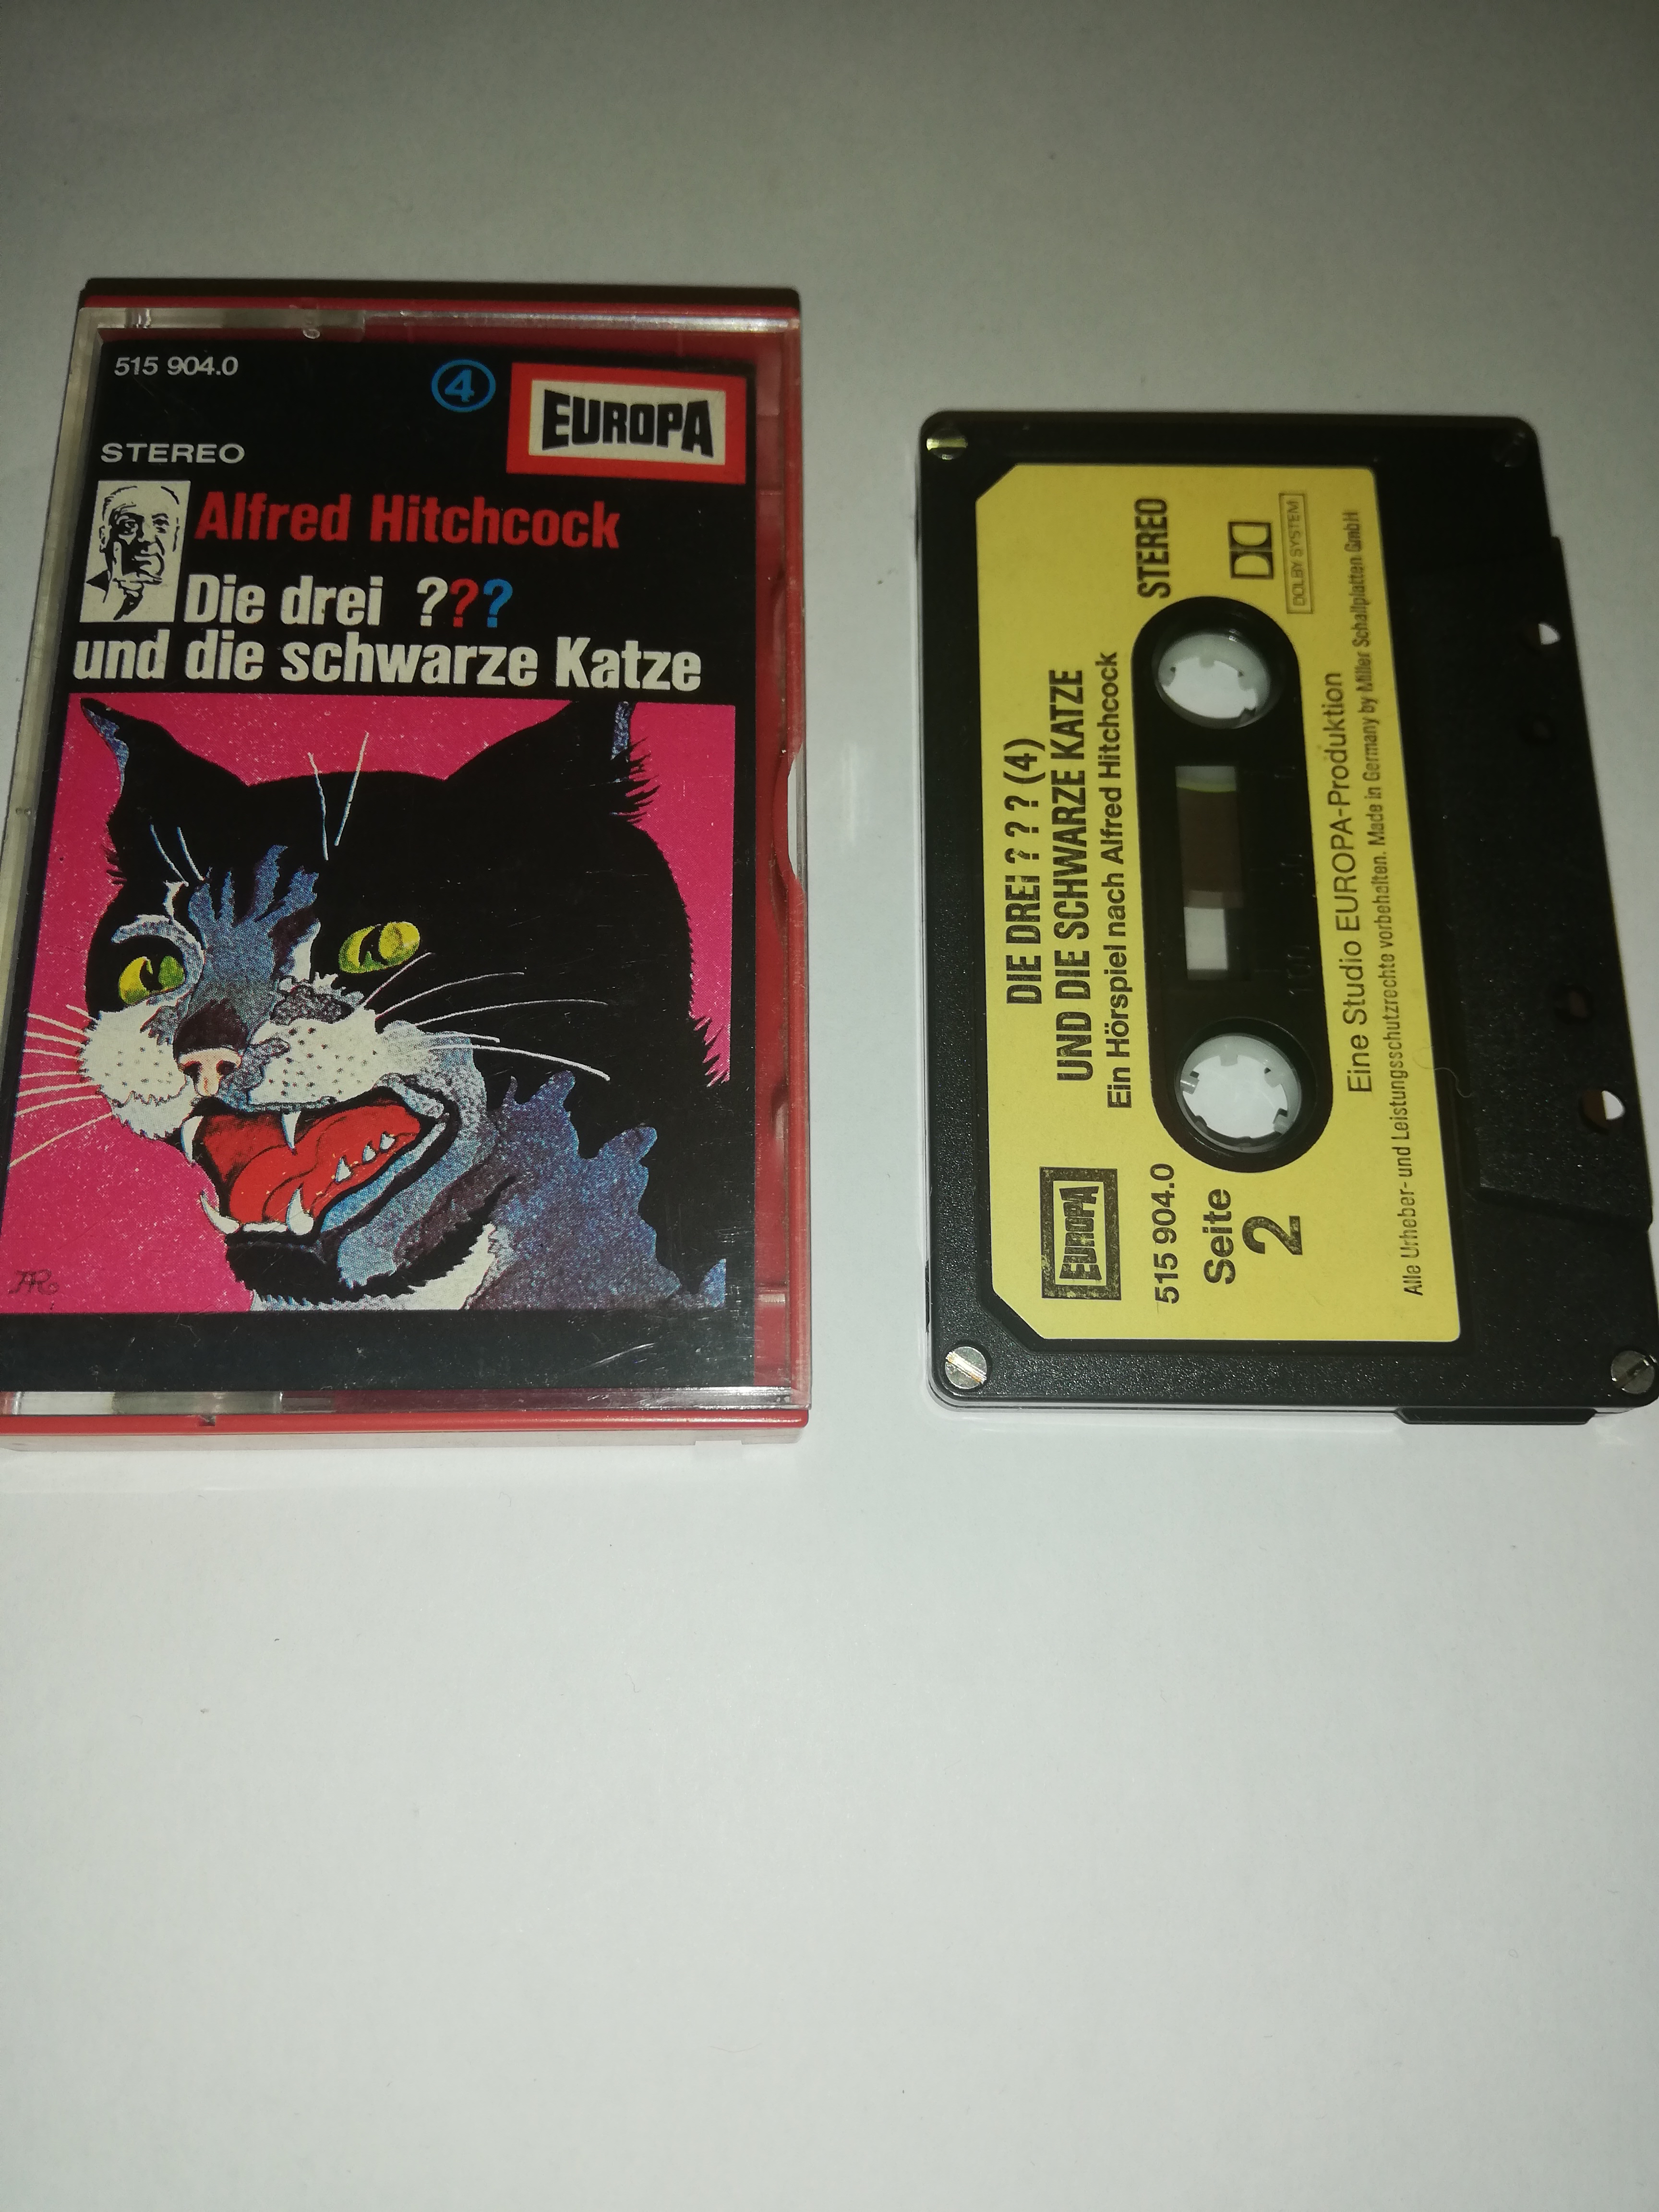 515 904.0
4
EUROPA
STEREO
Alfred Hitchcock
Die drei ???
und die schwarze Katze
DIE DREI ? ? ? (4)
UND DIE SCHWARZE KATZE
Ein Hörspiel nach Alfred Hitchcock
EUROPA
515 904.0
STEREO
Seite
2
DOLBY SYSTEM
Eine Studio EUROPA-Produktion
Alle Urheber- und Leistungsschutzrechte vorbehalten. Made in Germany by Miller Schallplatten GmbH